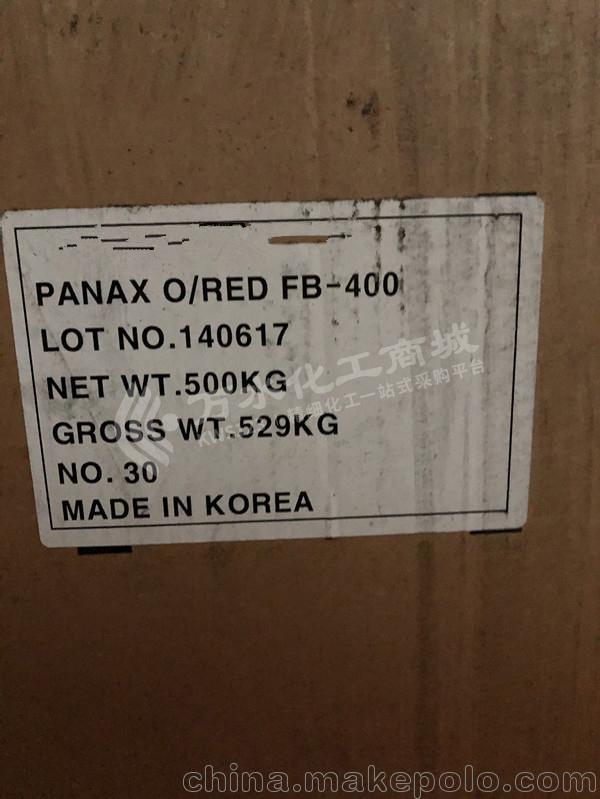 PANAX O/RED FB-400
LOT NO.140617
NET WT.500KG
GROSS WT.529KG
NO. 30
MADE IN KOREA
万水化工商城
精细化工一站式采购平台
china.makepolo.com